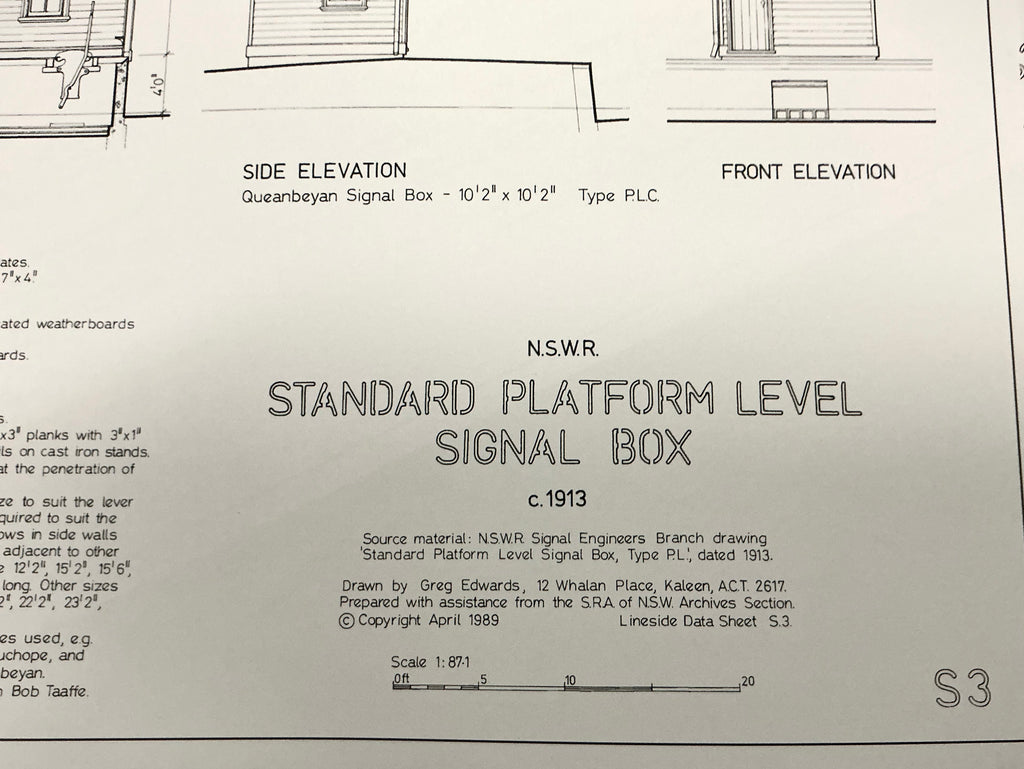 4'0"
SIDE ELEVATION
Queanbeyan Signal Box - 10'2" x 10'2" Type P.L.C.
FRONT ELEVATION
ates.
7"x4"
ated weatherboards
ards.
s.
x3" planks with 3"x1"
ls on cast iron stands.
at the penetration of
ze to suit the lever
quired to suit the
ows in side walls
adjacent to other
e 12'2", 15'2", 15'6",
long. Other sizes
2", 22'2", 23'2",
es used, e.g.
uchope, and
beyan.
Bob Taaffe.
N.S.W.R.
STANDARD PLATFORM LEVEL
SIGNAL BOX
c.1913
Source material: N.S.W.R. Signal Engineers Branch drawing
'Standard Platform Level Signal Box, Type P.L.', dated 1913.
Drawn by Greg Edwards, 12 Whalan Place, Kaleen, A.C.T. 2617.
Prepared with assistance from the S.R.A. of N.S.W. Archives Section.
© Copyright April 1989 Lineside Data Sheet S.3.
Scale 1:87·1
0ft 5 10 20
S3